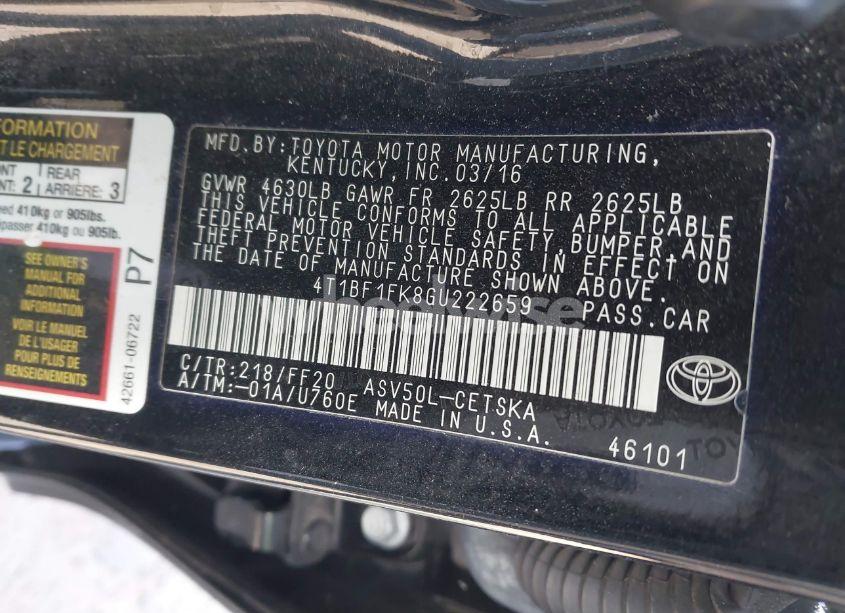 FORMATION
T LE CHARGEMENT
REAR
: 2 ARRIÈRE: 3
eed 410kg or 905lbs.
passer 410kg ou 905lb.
SEE OWNER'S
MANUAL FOR
ADDITIONAL
INFORMATION
VOIR LE MANUEL
DE L'USAGER
POUR PLUS DE
RENSEIGNEMENTS
P7
42661-06722
MFD.BY:TOYOTA MOTOR MANUFACTURING,
KENTUCKY, INC.03/16
GVWR 4630LB GAWR FR 2625LB RR 2625LB
THIS VEHICLE CONFORMS TO ALL APPLICABLE
FEDERAL MOTOR VEHICLE SAFETY, BUMPER, AND
THEFT PREVENTION STANDARDS IN EFFECT ON
THE DATE OF MANUFACTURE SHOWN ABOVE.
4T1BF1FK8GU222659 PASS.CAR
wheelwise
C/TR:218/FF20 ASV50L-CETSKA
A/TM:-01A/U760E MADE IN U.S.A.
46101